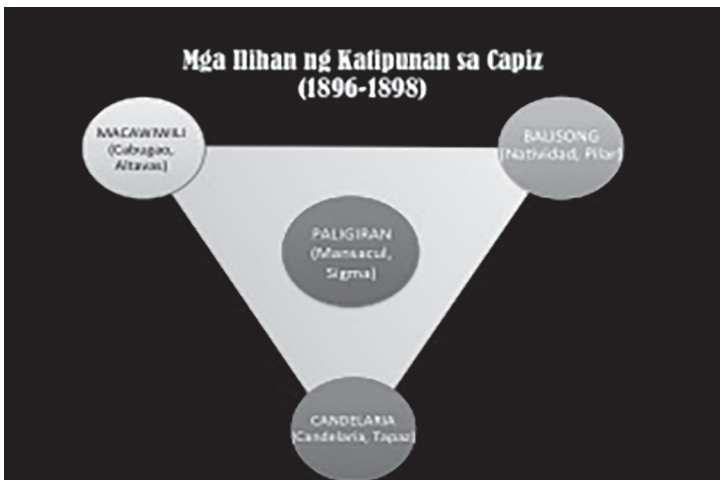 Mga Ilihan ng Katipunan sa Capiz
(1896-1898)
MACAWIWILI
(Cabugao,
Altavas)
BALISONG
(Natividad, Pilar)
PALIGIRAN
(Mansacul,
Sigma)
CANDELARIA
(Candelaria, Tapaz)